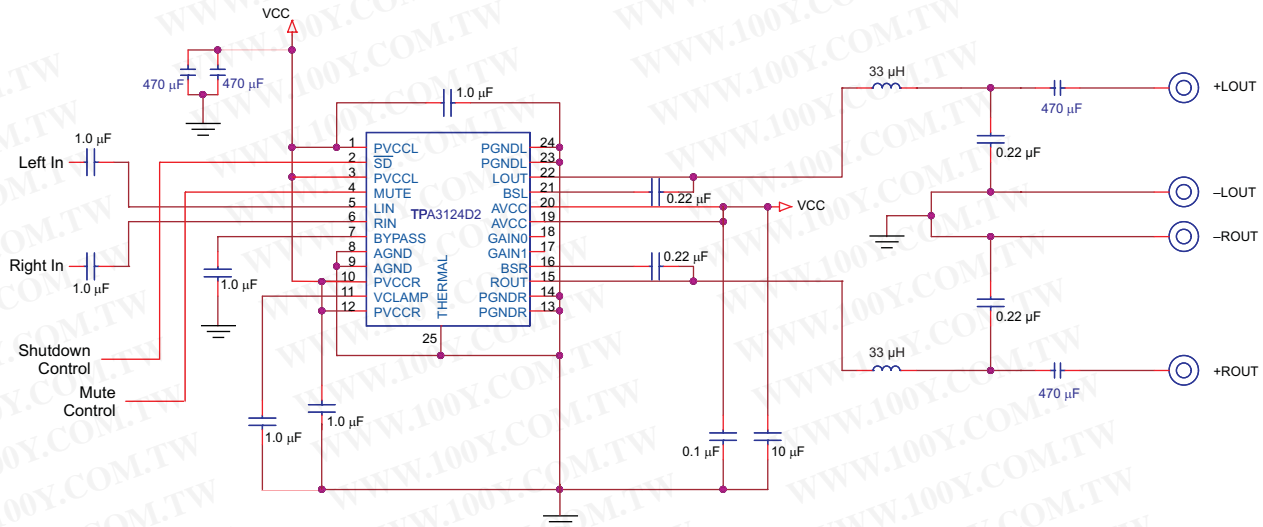 VCC
470 µF
470 µF
1.0 µF
33 µH
+LOUT
470 µF
1.0 µF
Left In
0.22 µF
1 PVCCL
2 SD
3 PVCCL
4 MUTE
5 LIN
6 RIN
7 BYPASS
8 AGND
9 AGND
10 PVCCR
11 VCLAMP
12 PVCCR
TPA3124D2
THERMAL
25
PGNDL 24
PGNDL 23
LOUT 22
BSL 21
AVCC 20
AVCC 19
GAIN0 18
GAIN1 17
BSR 16
ROUT 15
PGNDR 14
PGNDR 13
0.22 µF
VCC
–LOUT
–ROUT
0.22 µF
Right In
1.0 µF
1.0 µF
0.22 µF
Shutdown
Control
33 µH
+ROUT
470 µF
Mute
Control
1.0 µF
1.0 µF
0.1 µF
10 µF
WWW.100Y.COM.TW